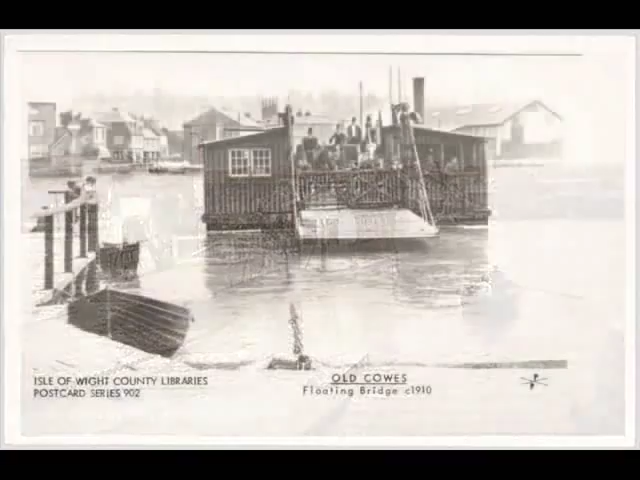 ISLE OF WIGHT COUNTY LIBRARIES
POSTCARD SERIES 902
OLD COWES
Floating Bridge c1910